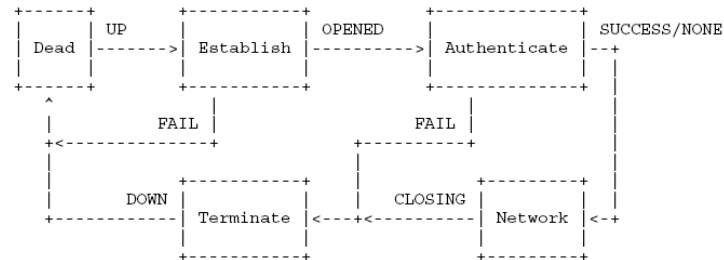 UP OPENED SUCCESS/NONE
Dead Establish Authenticate
FAIL FAIL
DOWN CLOSING
Terminate Network